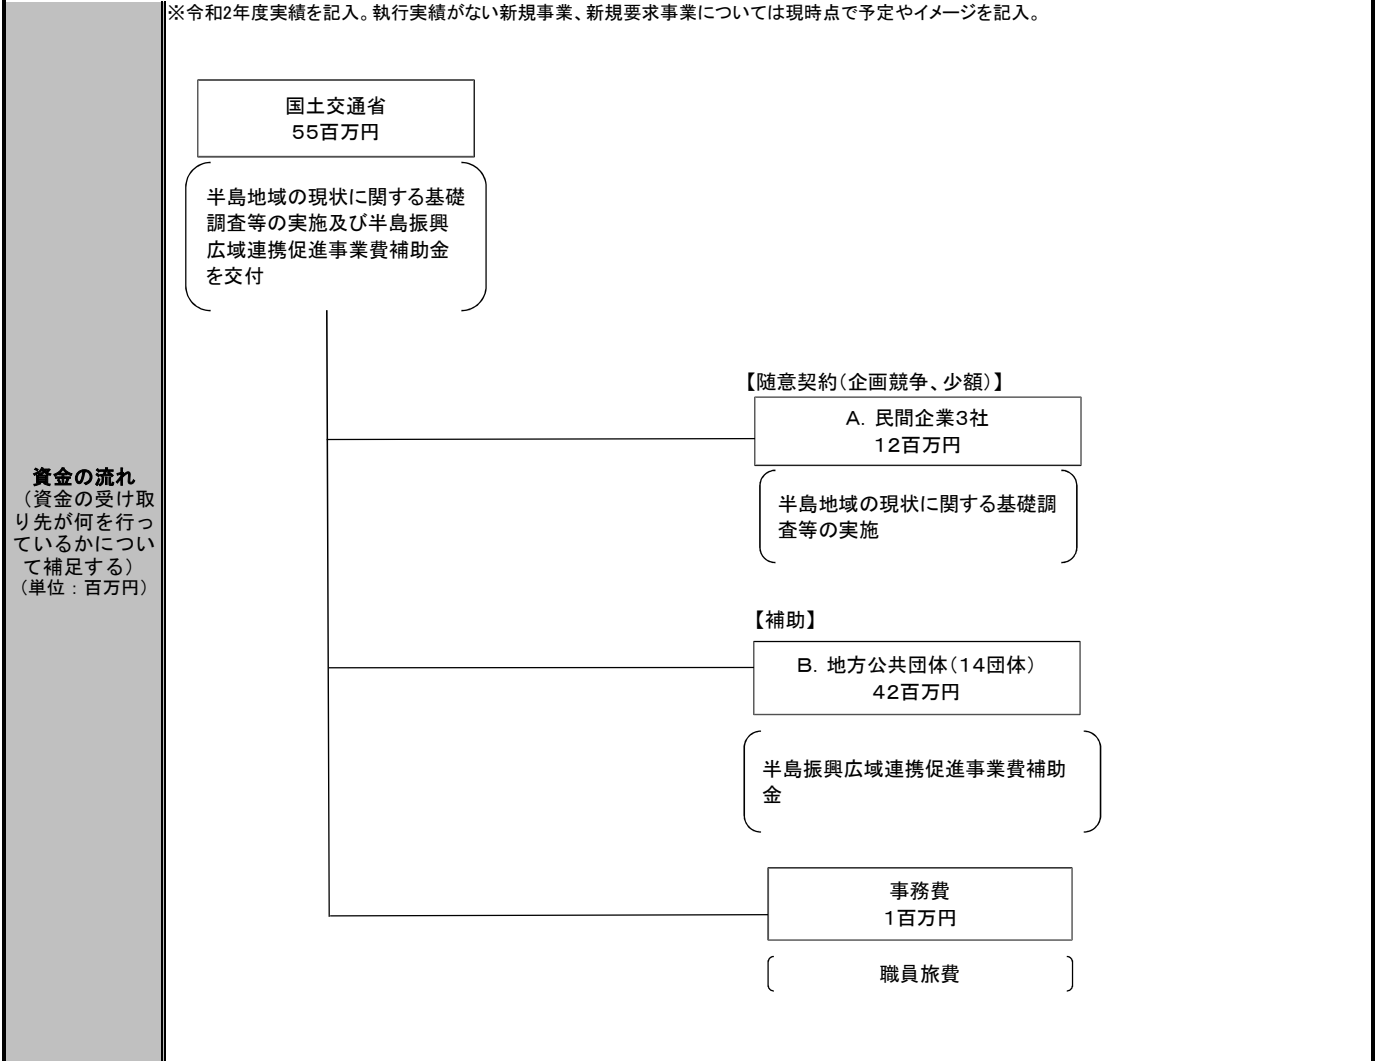 ※令和2年度実績を記入。執行実績がない新規事業、新規要求事業については現時点で予定やイメージを記入。
国土交通省
55百万円
半島地域の現状に関する基礎
調査等の実施及び半島振興
広域連携促進事業費補助金
を交付
【随意契約（企画競争、少額）】
A．民間企業3社
12百万円
半島地域の現状に関する基礎調
査等の実施
資金の流れ
（資金の受け取
り先が何を行っ
ているかについ
て補足する）
（単位：百万円）
【補助】
B．地方公共団体（14団体）
42百万円
半島振興広域連携促進事業費補助
金
事務費
1百万円
職員旅費